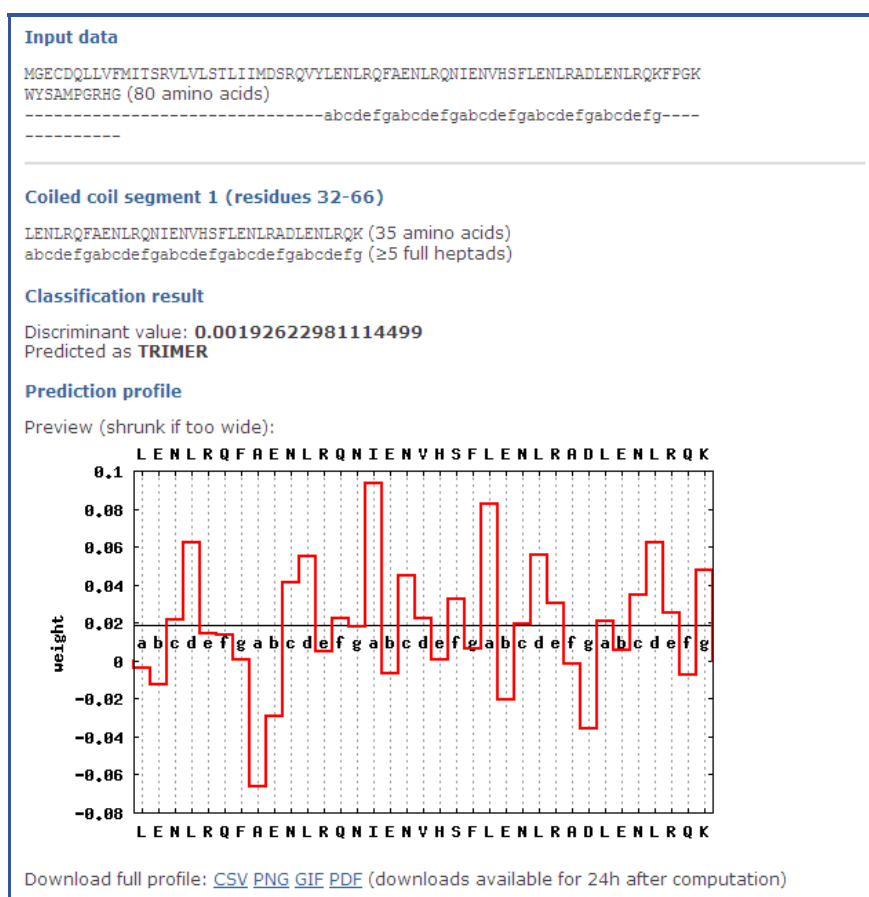 Input data
MGECDQLLVFMITSRVLVLSTLIIMDSRQVYLENLRQFAENLRQNIENVHSFLENLRADLENLRQKFPGK
WYSAMPGRHG (80 amino acids)
-------------------------------abcdefgabcdefgabcdefgabcdefgabcdefg----
----------
Coiled coil segment 1 (residues 32-66)
LENLRQFAENLRQNIENVHSFLENLRADLENLRQK (35 amino acids)
abcdefgabcdefgabcdefgabcdefgabcdefg (≥5 full heptads)
Classification result
Discriminant value: 0.00192622981114499
Predicted as TRIMER
Prediction profile
Preview (shrunk if too wide):
L E N L R Q F A E N L R Q N I E N V H S F L E N L R A D L E N L R Q K
0.1
0.08
0.06
0.04
0.02
0
-0.02
-0.04
-0.06
-0.08
weight
a b c d e f g a b c d e f g a b c d e f g a b c d e f g a b c d e f g
L E N L R Q F A E N L R Q N I E N V H S F L E N L R A D L E N L R Q K
Download full profile: CSV PNG GIF PDF (downloads available for 24h after computation)